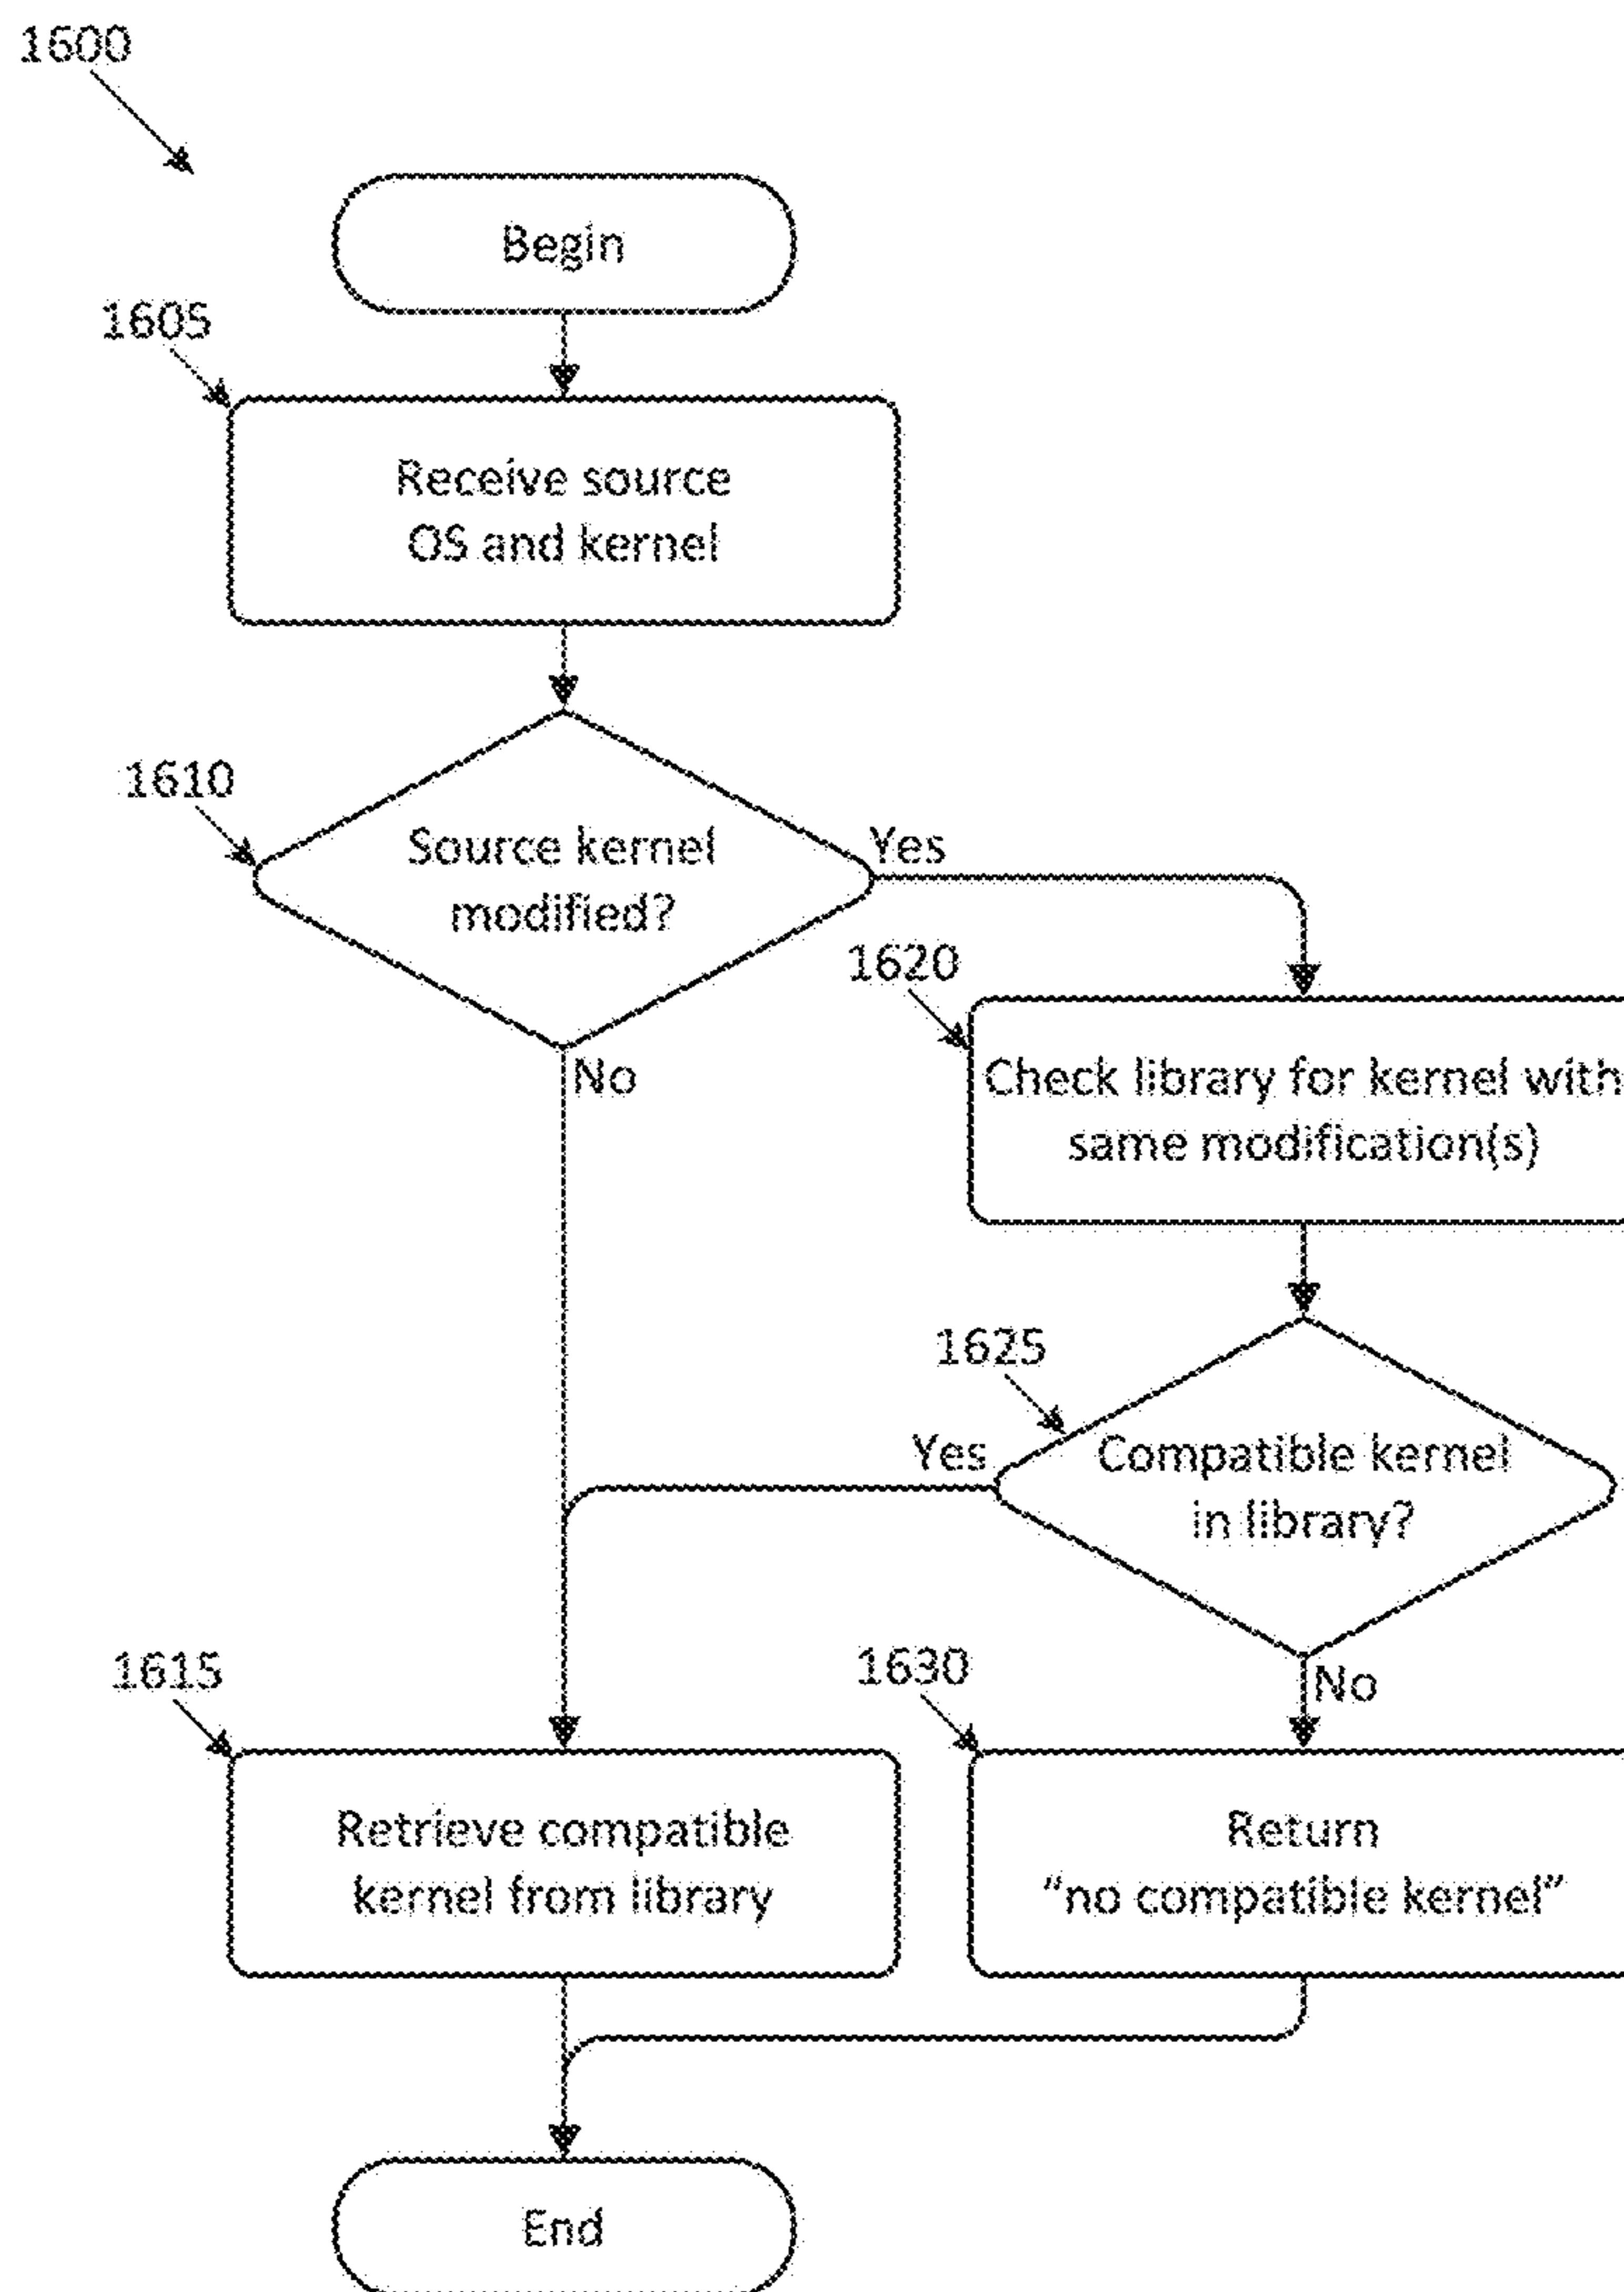 1600
Begin
1605
Receive source
OS and kernel
1610
Source kernel
modified?
Yes
No
1620
Check library for kernel with
same modification(s)
1625
Compatible kernel
in library?
Yes
No
1615
Retrieve compatible
kernel from library
1630
Return
“no compatible kernel”
End